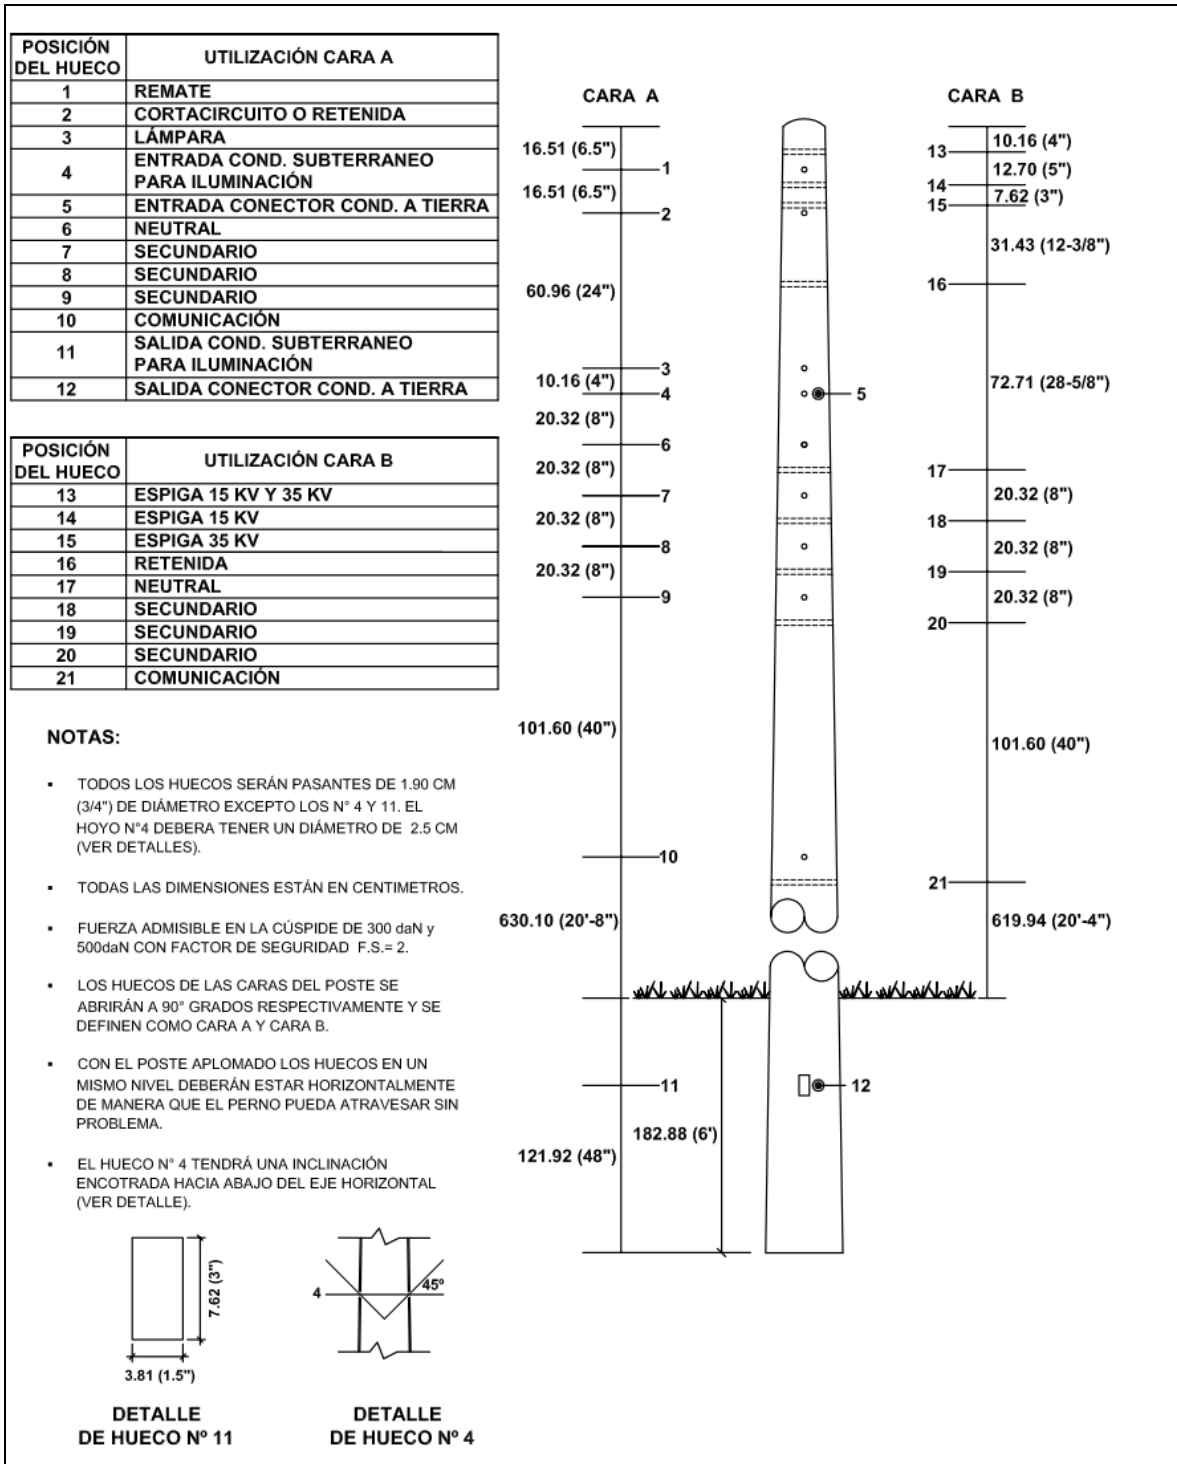 POSICIÓN
DEL HUECO
UTILIZACIÓN CARA A
1 REMATE
2 CORTACIRCUITO O RETENIDA
3 LÁMPARA
4 ENTRADA COND. SUBTERRANEO
PARA ILUMINACIÓN
5 ENTRADA CONECTOR COND. A TIERRA
6 NEUTRAL
7 SECUNDARIO
8 SECUNDARIO
9 SECUNDARIO
10 COMUNICACIÓN
11 SALIDA COND. SUBTERRANEO
PARA ILUMINACIÓN
12 SALIDA CONECTOR COND. A TIERRA
POSICIÓN
DEL HUECO
UTILIZACIÓN CARA B
13 ESPIGA 15 KV Y 35 KV
14 ESPIGA 15 KV
15 ESPIGA 35 KV
16 RETENIDA
17 NEUTRAL
18 SECUNDARIO
19 SECUNDARIO
20 SECUNDARIO
21 COMUNICACIÓN
NOTAS:
▪ TODOS LOS HUECOS SERÁN PASANTES DE 1.90 CM
(3/4") DE DIÁMETRO EXCEPTO LOS N° 4 Y 11. EL
HOYO N°4 DEBERA TENER UN DIÁMETRO DE 2.5 CM
(VER DETALLES).
▪ TODAS LAS DIMENSIONES ESTÁN EN CENTIMETROS.
▪ FUERZA ADMISIBLE EN LA CÚSPIDE DE 300 daN y
500daN CON FACTOR DE SEGURIDAD F.S.= 2.
▪ LOS HUECOS DE LAS CARAS DEL POSTE SE
ABRIRÁN A 90° GRADOS RESPECTIVAMENTE Y SE
DEFINEN COMO CARA A Y CARA B.
▪ CON EL POSTE APLOMADO LOS HUECOS EN UN
MISMO NIVEL DEBERÁN ESTAR HORIZONTALMENTE
DE MANERA QUE EL PERNO PUEDA ATRAVESAR SIN
PROBLEMA.
▪ EL HUECO N° 4 TENDRÁ UNA INCLINACIÓN
ENCOTRADA HACIA ABAJO DEL EJE HORIZONTAL
(VER DETALLE).
7.62 (3")
3.81 (1.5")
DETALLE
DE HUECO Nº 11
4
45º
DETALLE
DE HUECO Nº 4
CARA A
16.51 (6.5")
1
16.51 (6.5")
2
60.96 (24")
3
10.16 (4")
4
5
20.32 (8")
6
20.32 (8")
7
20.32 (8")
8
20.32 (8")
9
101.60 (40")
10
630.10 (20'-8")
11
12
182.88 (6')
121.92 (48")
CARA B
10.16 (4")
13
12.70 (5")
14
7.62 (3")
15
31.43 (12-3/8")
16
72.71 (28-5/8")
17
20.32 (8")
18
20.32 (8")
19
20.32 (8")
20
101.60 (40")
21
619.94 (20'-4")